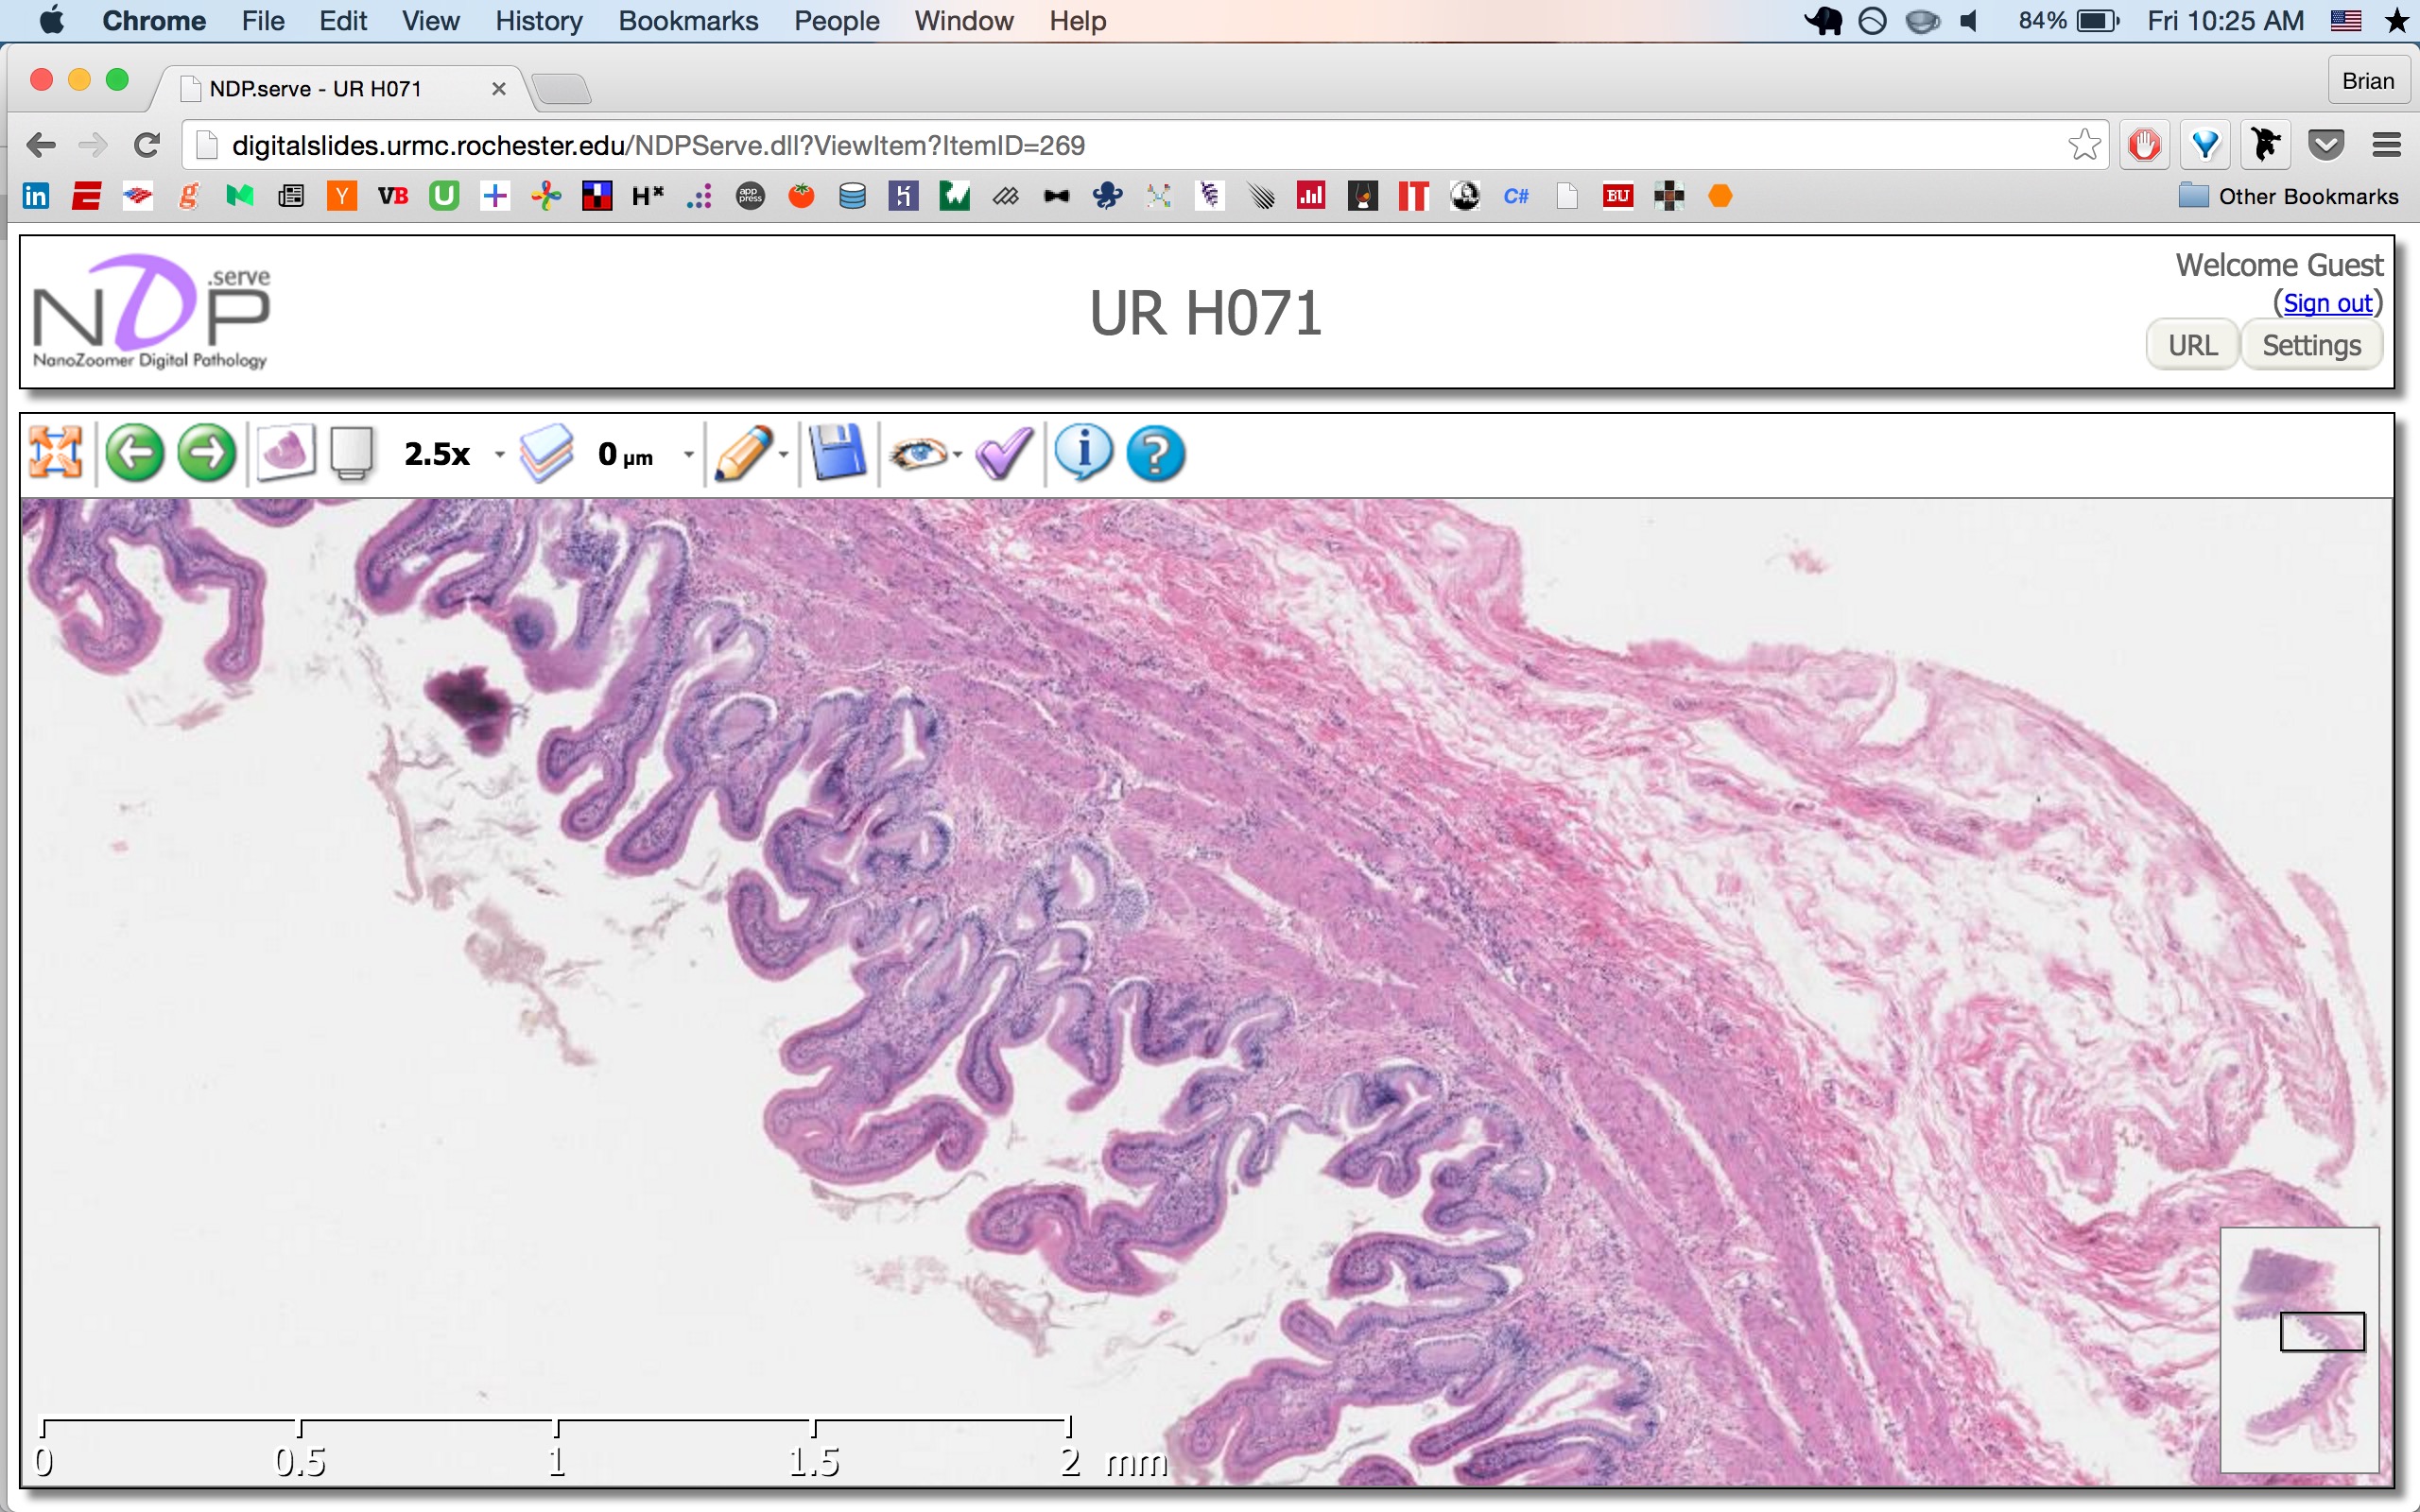 Chrome File Edit View History Bookmarks People Window Help 84% Fri 10:25 AM
NDP.serve - UR H071 Brian
digitalslides.urmc.rochester.edu/NDPServe.dll?ViewItem?ItemID=269
in g Y VB U H* app press h IT C# BU Other Bookmarks
NDP .serve
NanoZoomer Digital Pathology
UR H071
Welcome Guest
(Sign out)
URL Settings
2.5x 0 µm
0 0.5 1 1.5 2 mm